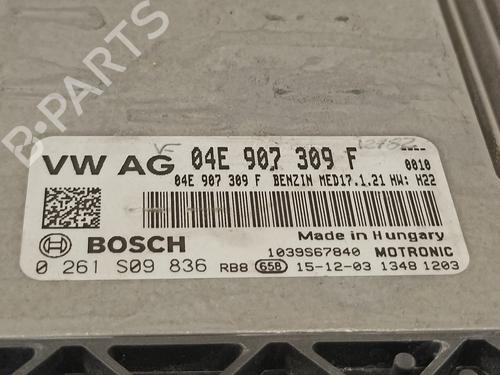 B-PARTS
VW AG 04E 907 309 F
0010
04E 907 309 F BENZIN MED17.1.21 HW: H22
BOSCH
Made in Hungary
1039S67840 MOTRONIC
0 261 S09 836 RB8 658 15-12-03 1348 1203